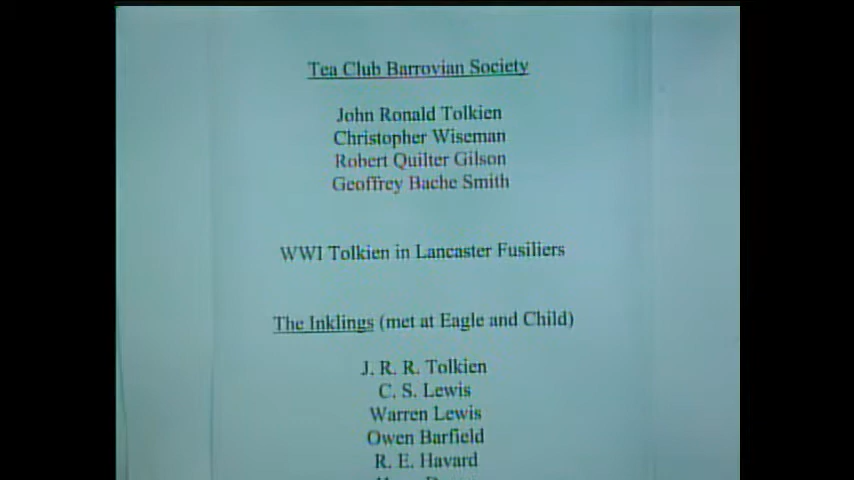 Tea Club Barrovian Society
John Ronald Tolkien
Christopher Wiseman
Robert Quilter Gilson
Geoffrey Bache Smith
WWI Tolkien in Lancaster Fusiliers
The Inklings (met at Eagle and Child)
J. R. R. Tolkien
C. S. Lewis
Warren Lewis
Owen Barfield
R. E. Havard